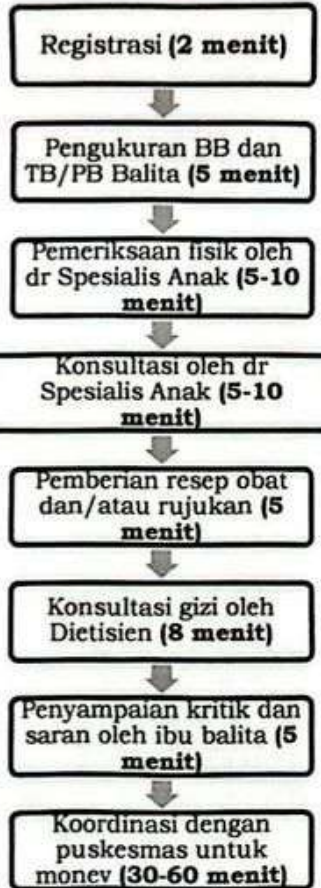 Registrasi (2 menit)
Pengukuran BB dan
TB/PB Balita (5 menit)
Pemeriksaan fisik oleh
dr Spesialis Anak (5-10
menit)
Konsultasi oleh dr
Spesialis Anak (5-10
menit)
Pemberian resep obat
dan/atau rujukan (5
menit)
Konsultasi gizi oleh
Dietisien (8 menit)
Penyampaian kritik dan
saran oleh ibu balita (5
menit)
Koordinasi dengan
puskesmas untuk
monev (30-60 menit)